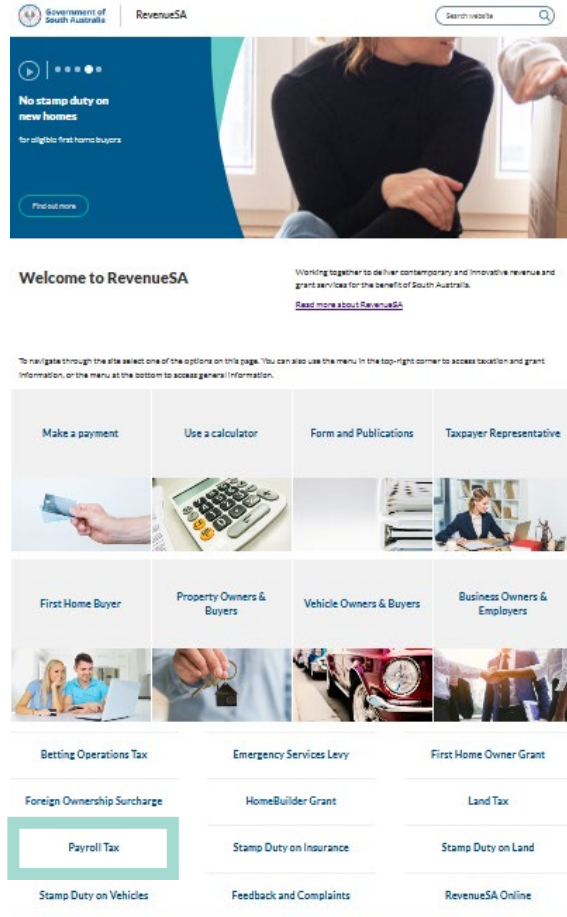 Government of
South Australia
RevenueSA
Search website
No stamp duty on
new homes
for eligible first home buyers
Find out more
Welcome to RevenueSA
Working together to deliver contemporary and innovative revenue and
grant services for the benefit of South Australia.
Read more about RevenueSA
To navigate through the site select one of the options on this page. You can also use the menu in the top-right corner to access taxation and grant
information, or the menu at the bottom to access general information.
Make a payment
Use a calculator
Form and Publications
Taxpayer Representative
First Home Buyer
Property Owners &
Buyers
Vehicle Owners & Buyers
Business Owners &
Employers
Betting Operations Tax
Emergency Services Levy
First Home Owner Grant
Foreign Ownership Surcharge
HomeBuilder Grant
Land Tax
Payroll Tax
Stamp Duty on Insurance
Stamp Duty on Land
Stamp Duty on Vehicles
Feedback and Complaints
RevenueSA Online